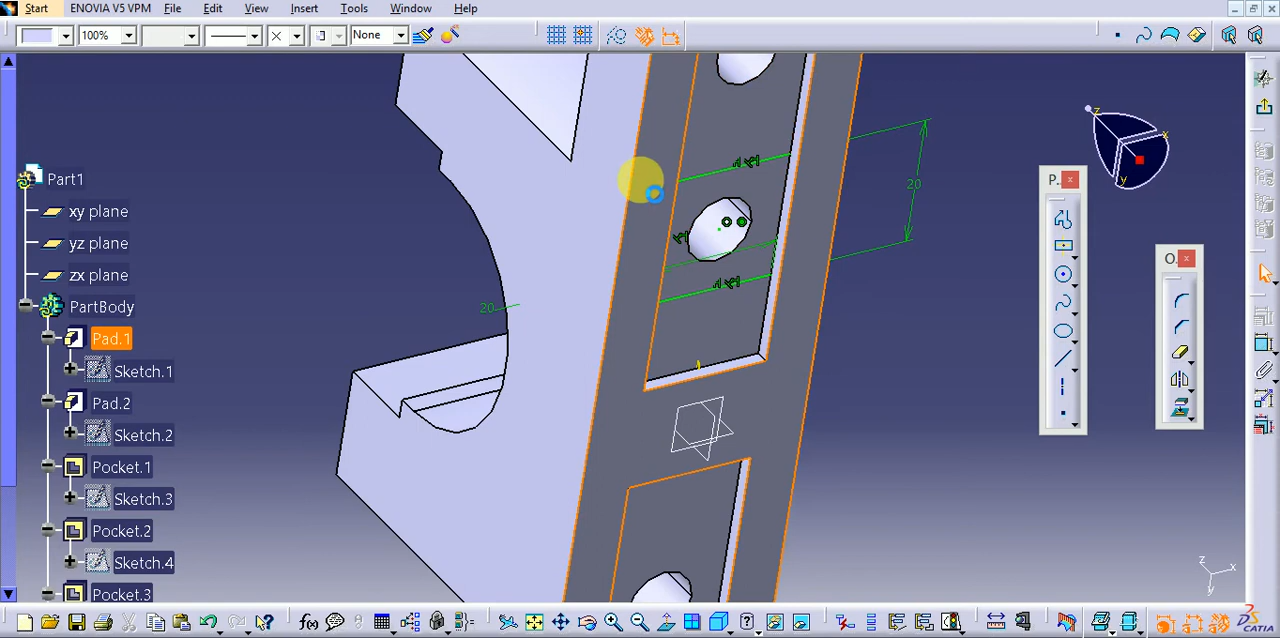 Start ENOVIA V5 VPM File Edit View Insert Tools Window Help
100% None
z
x
y
P..
O..
Part1
xy plane
yz plane
zx plane
PartBody
Pad.1
Sketch.1
Pad.2
Sketch.2
Pocket.1
Sketch.3
Pocket.2
Sketch.4
Pocket.3
20
20
z
x
y
f(x)
CATIA